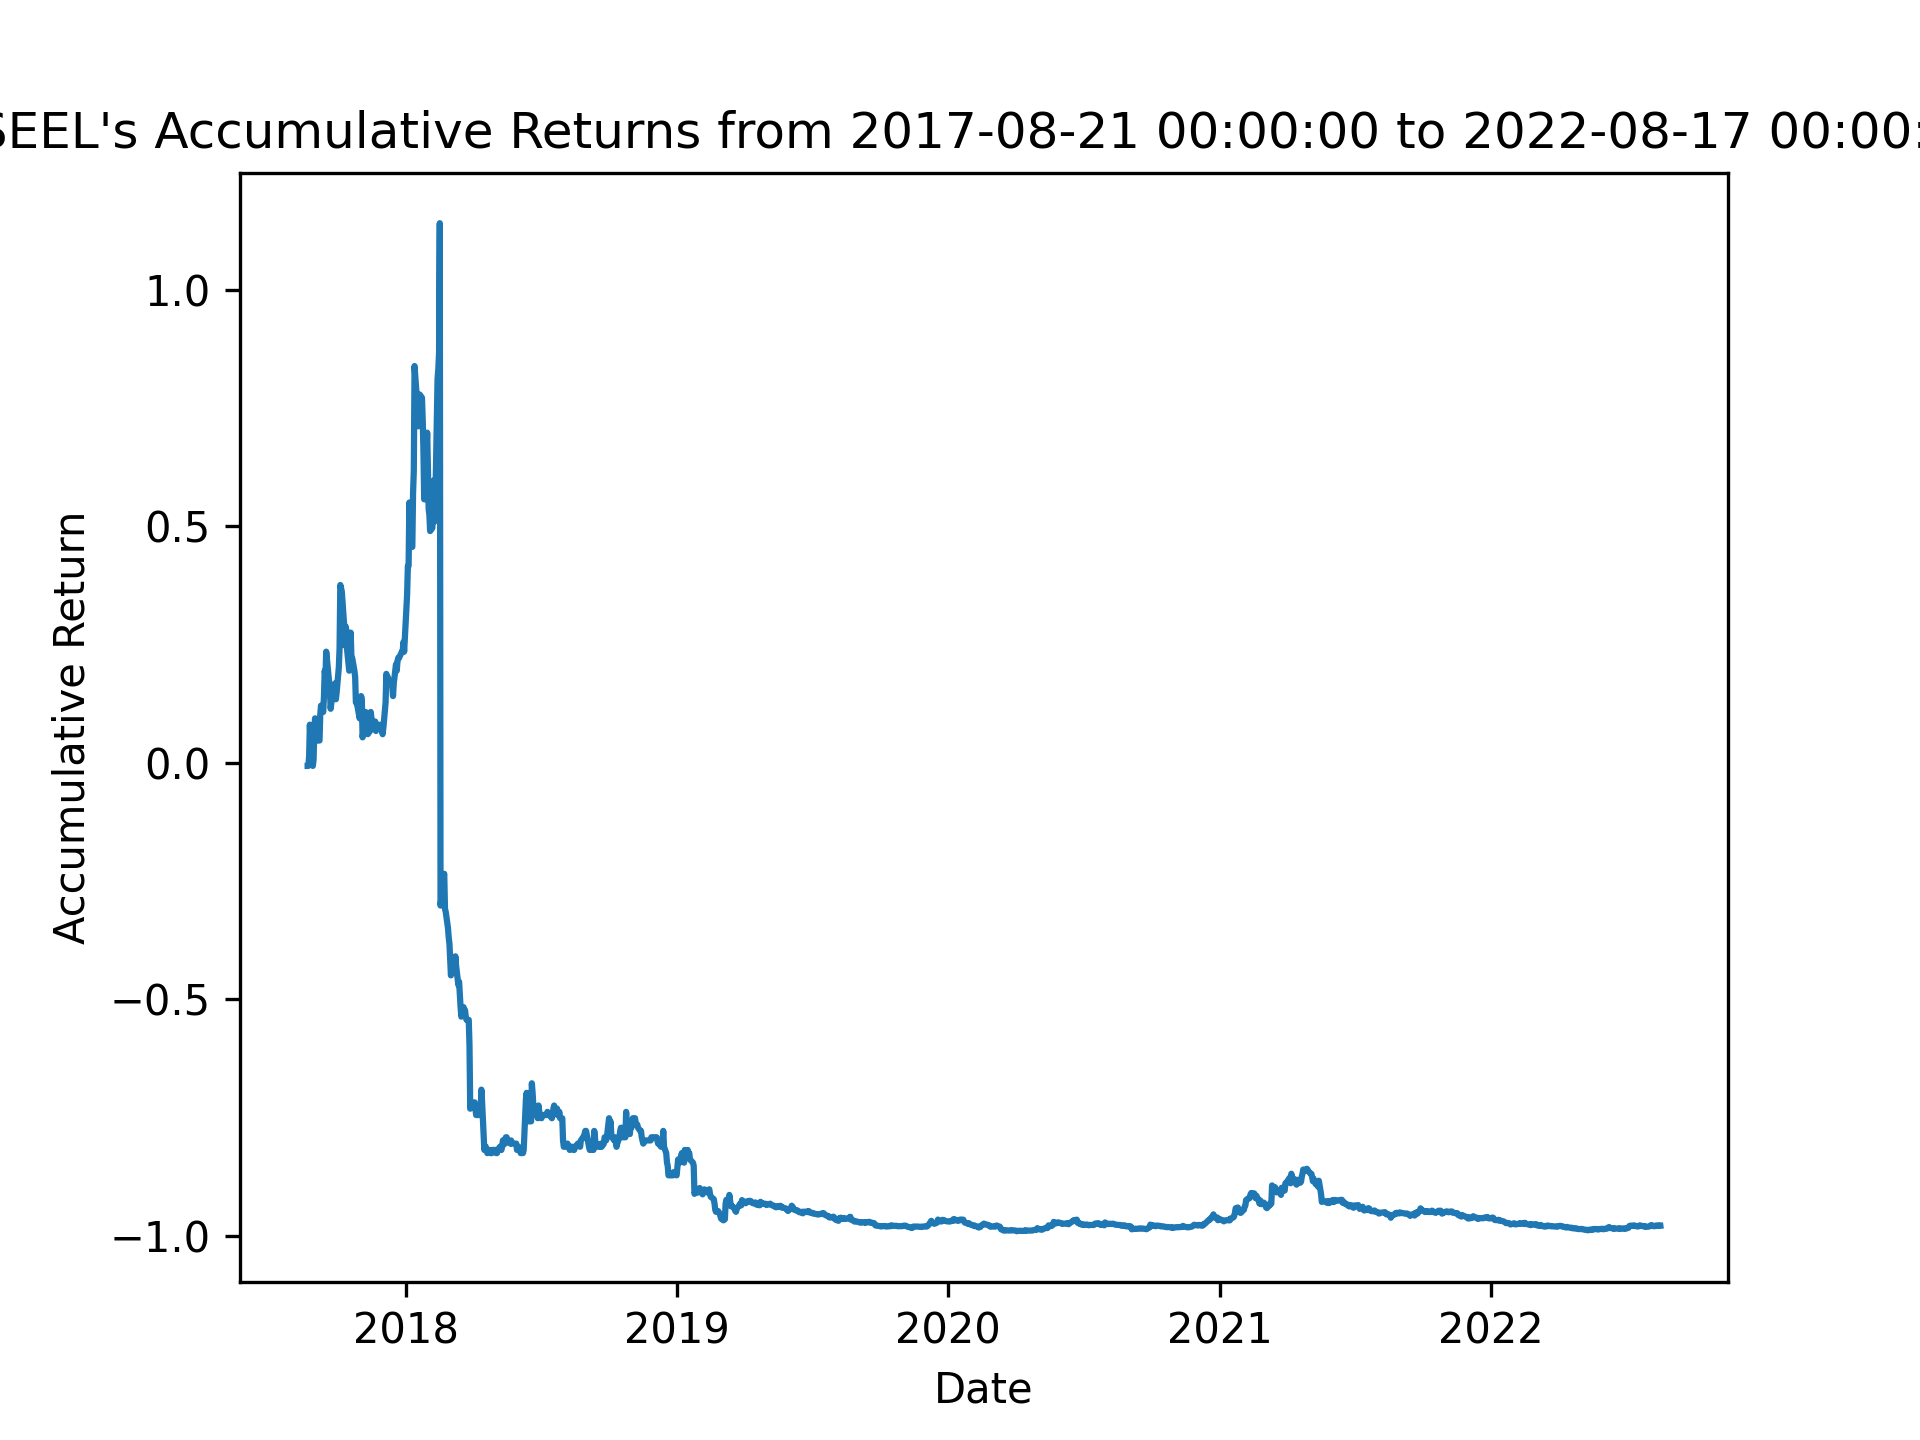 SEEL's Accumulative Returns from 2017-08-21 00:00:00 to 2022-08-17 00:00:
1.0
0.5
0.0
−0.5
−1.0
Accumulative Return
2018 2019 2020 2021 2022
Date